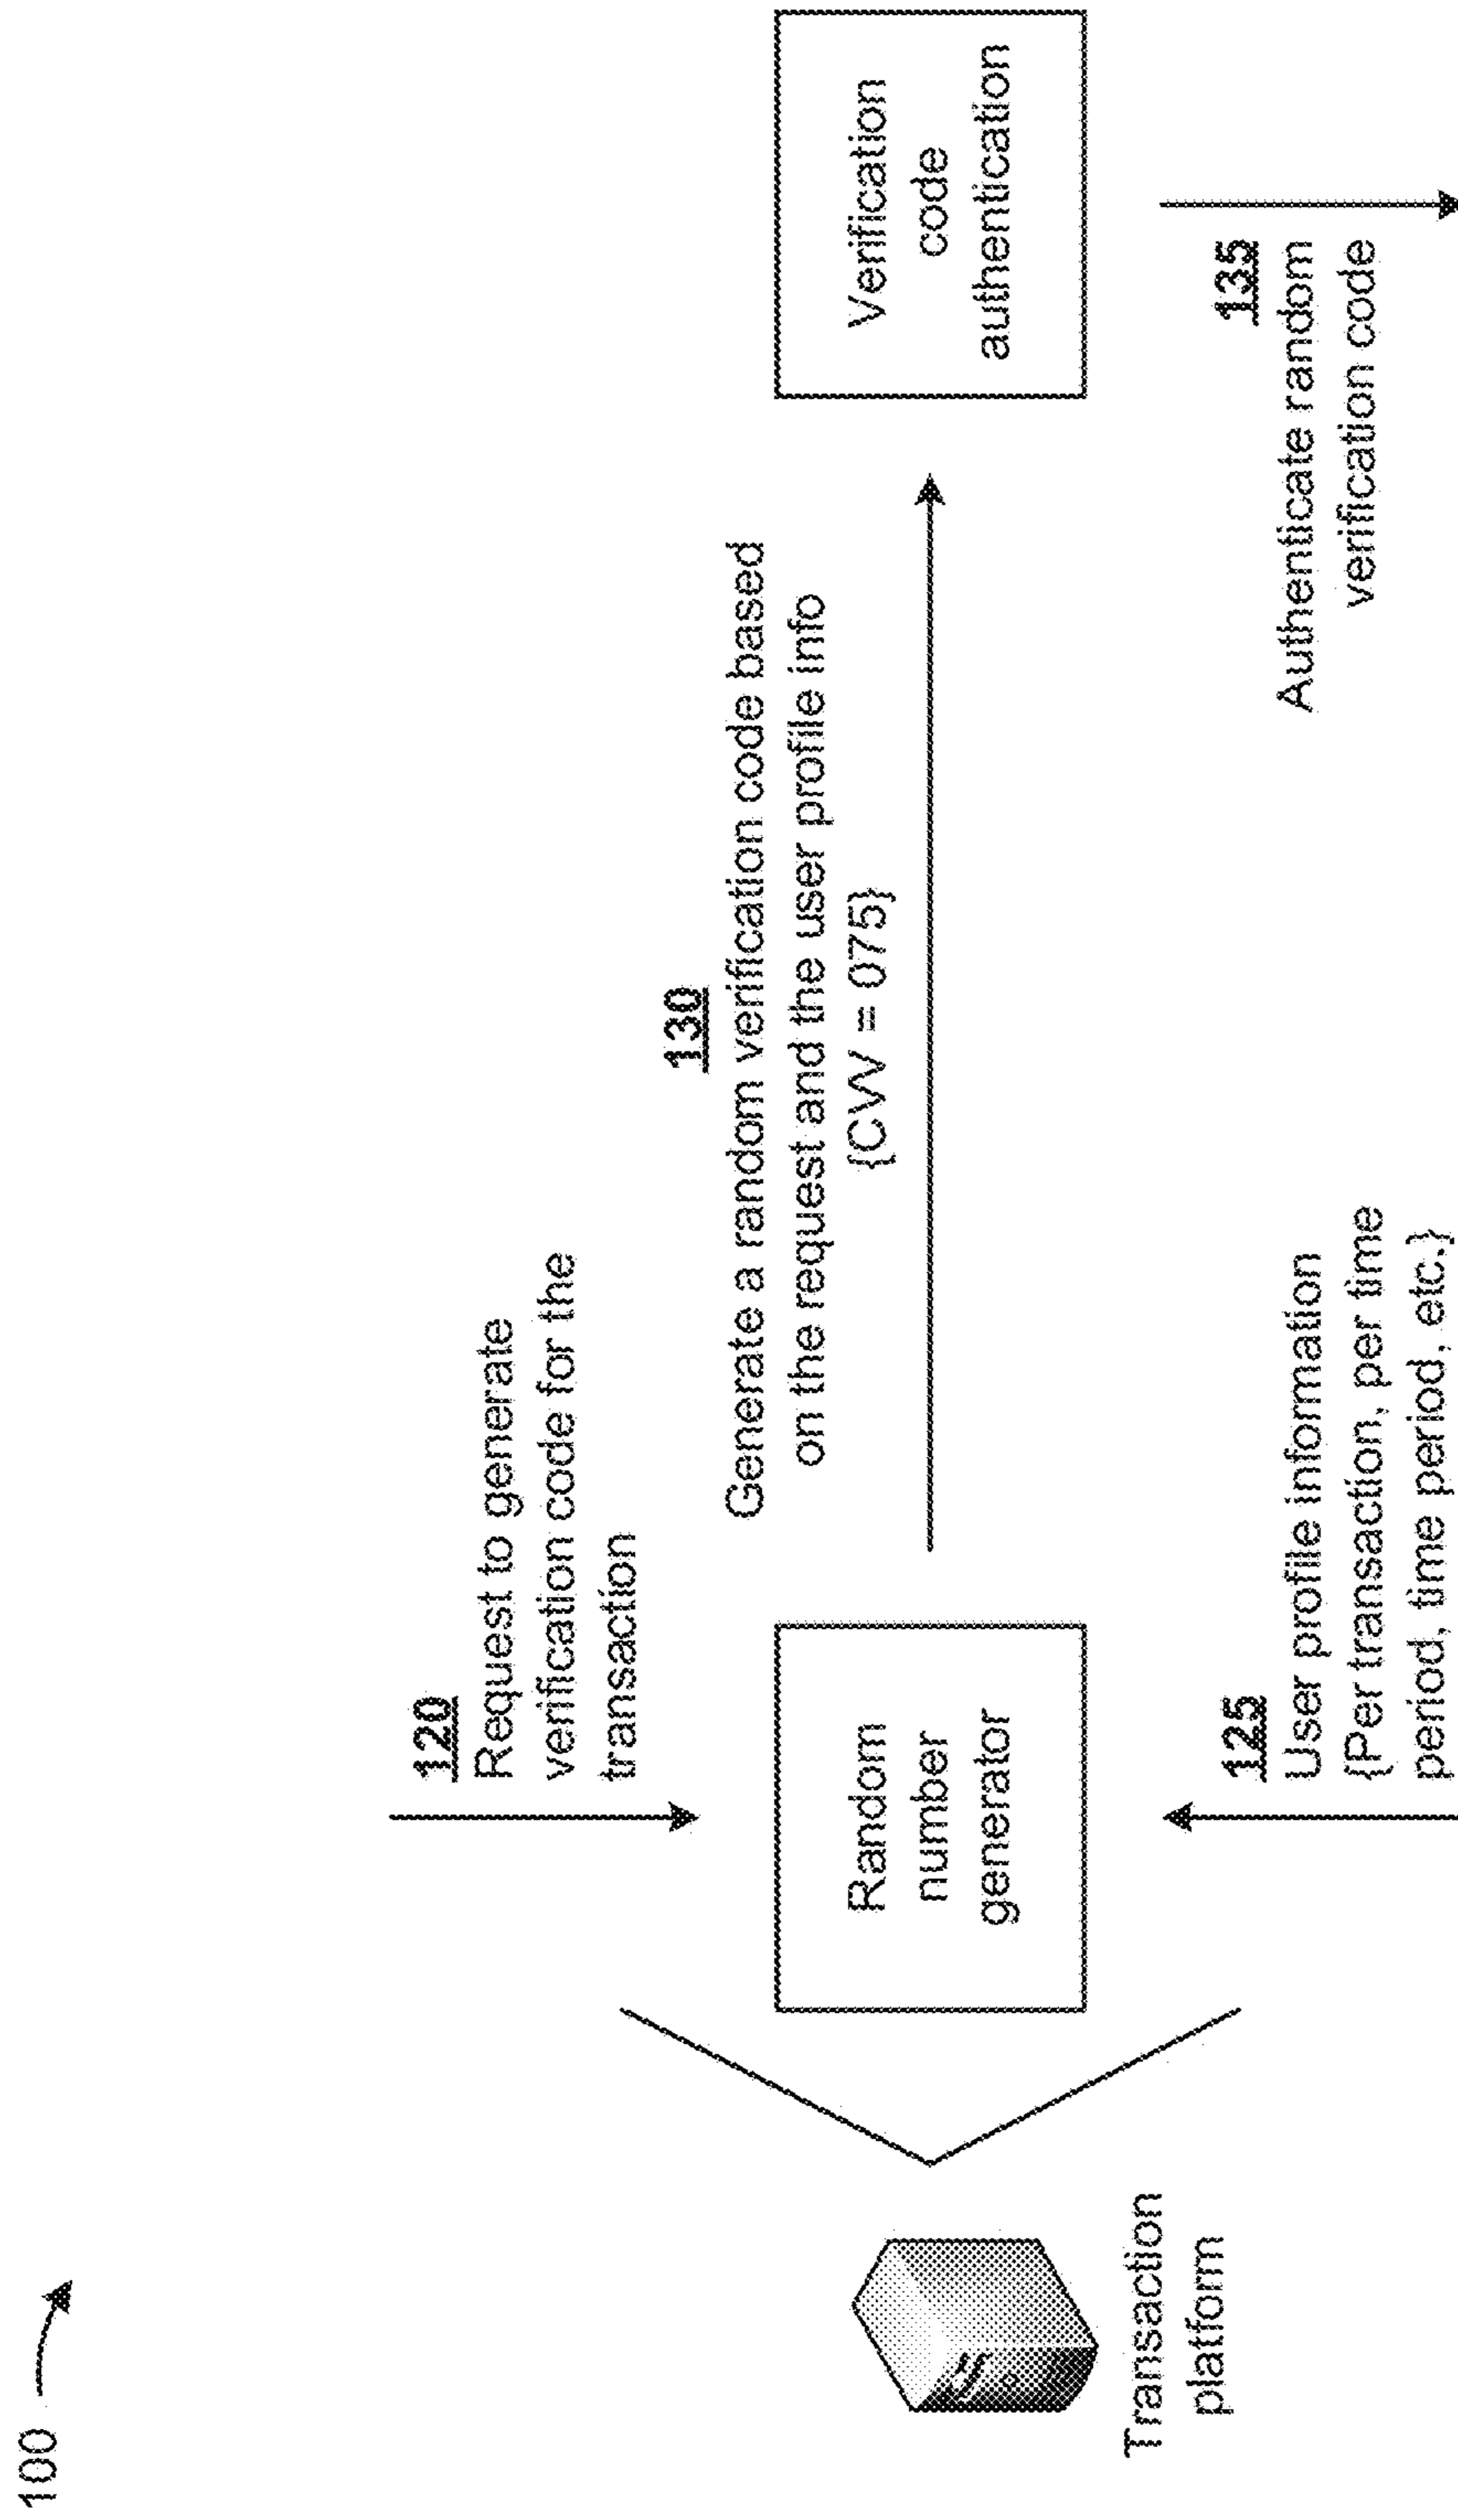 100
120
Request to generate
verification code for the
transaction
130
Generate a random verification code based
on the request and the user profile info
{CVV = 075}
Random
number
generator
Verification
code
authentication
Transaction
platform
125
User profile information
{Per transaction, per time
period, time period, etc.}
135
Authenticate random
verification code